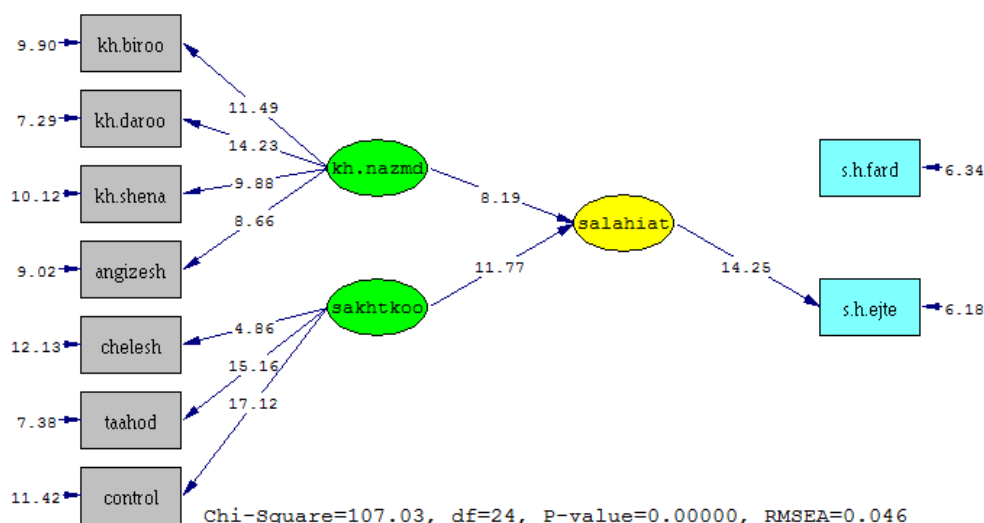 9.90 kh.biroo
11.49
7.29 kh.daroo
14.23
kh.nazmd
s.h.fard 6.34
10.12 kh.shena
9.88
8.19
8.66
salahiat
9.02 angizesh
11.77
14.25
sakhtkoo
s.h.ejte 6.18
4.86
12.13 chelesh
15.16
17.12
7.38 taahod
11.42 control
Chi-Square=107.03, df=24, P-value=0.00000, RMSEA=0.046